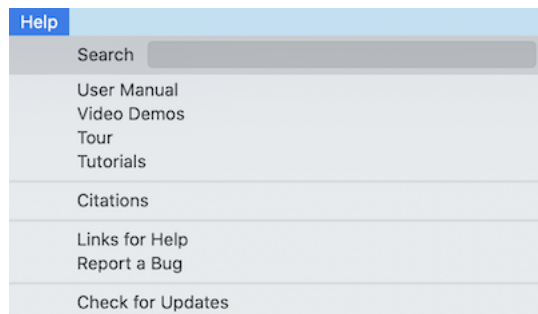 Help
Search
User Manual
Video Demos
Tour
Tutorials
Citations
Links for Help
Report a Bug
Check for Updates